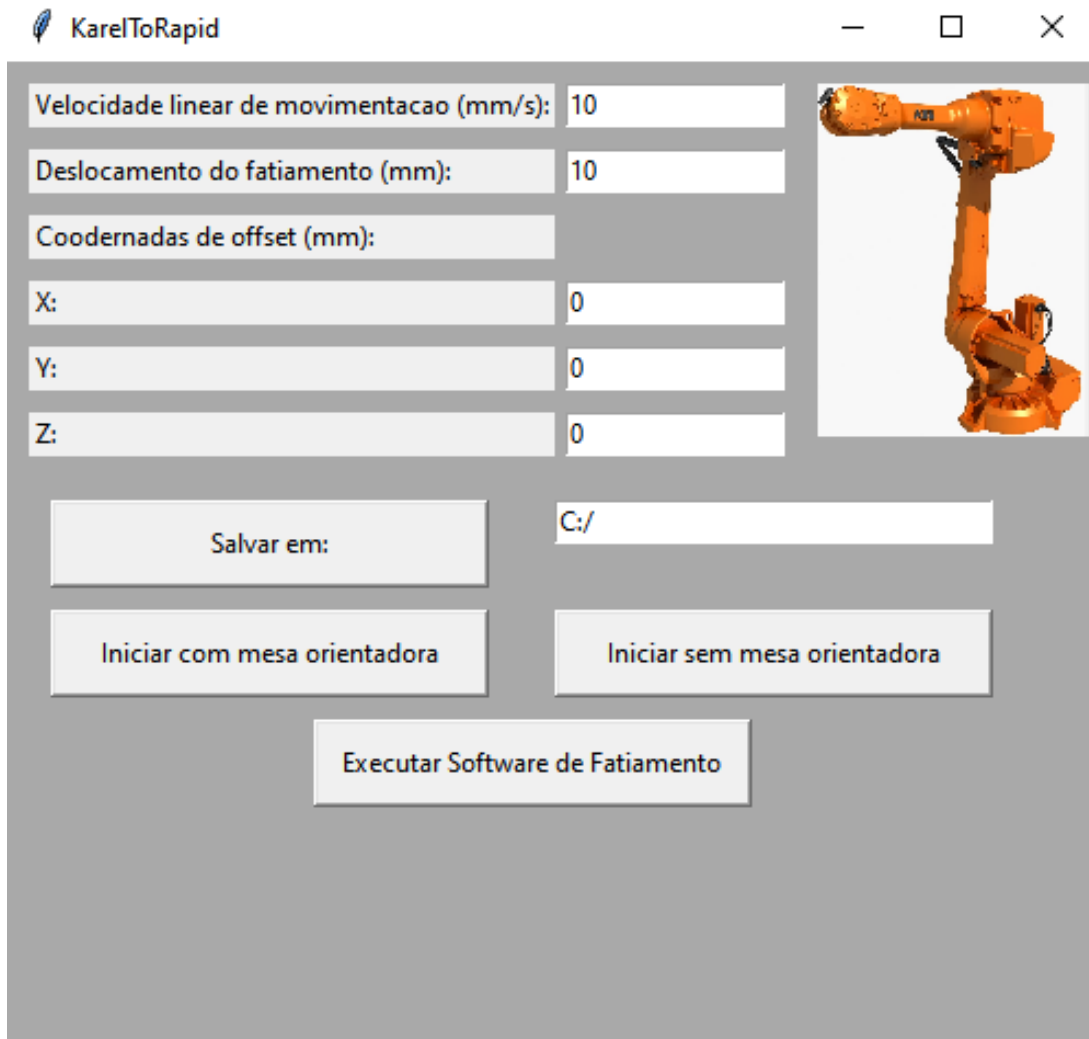 KarelToRapid
Velocidade linear de movimentacao (mm/s): 10
Deslocamento do fatiamento (mm): 10
Coodernadas de offset (mm):
X: 0
Y: 0
Z: 0
Salvar em: C:/
Iniciar com mesa orientadora Iniciar sem mesa orientadora
Executar Software de Fatiamento